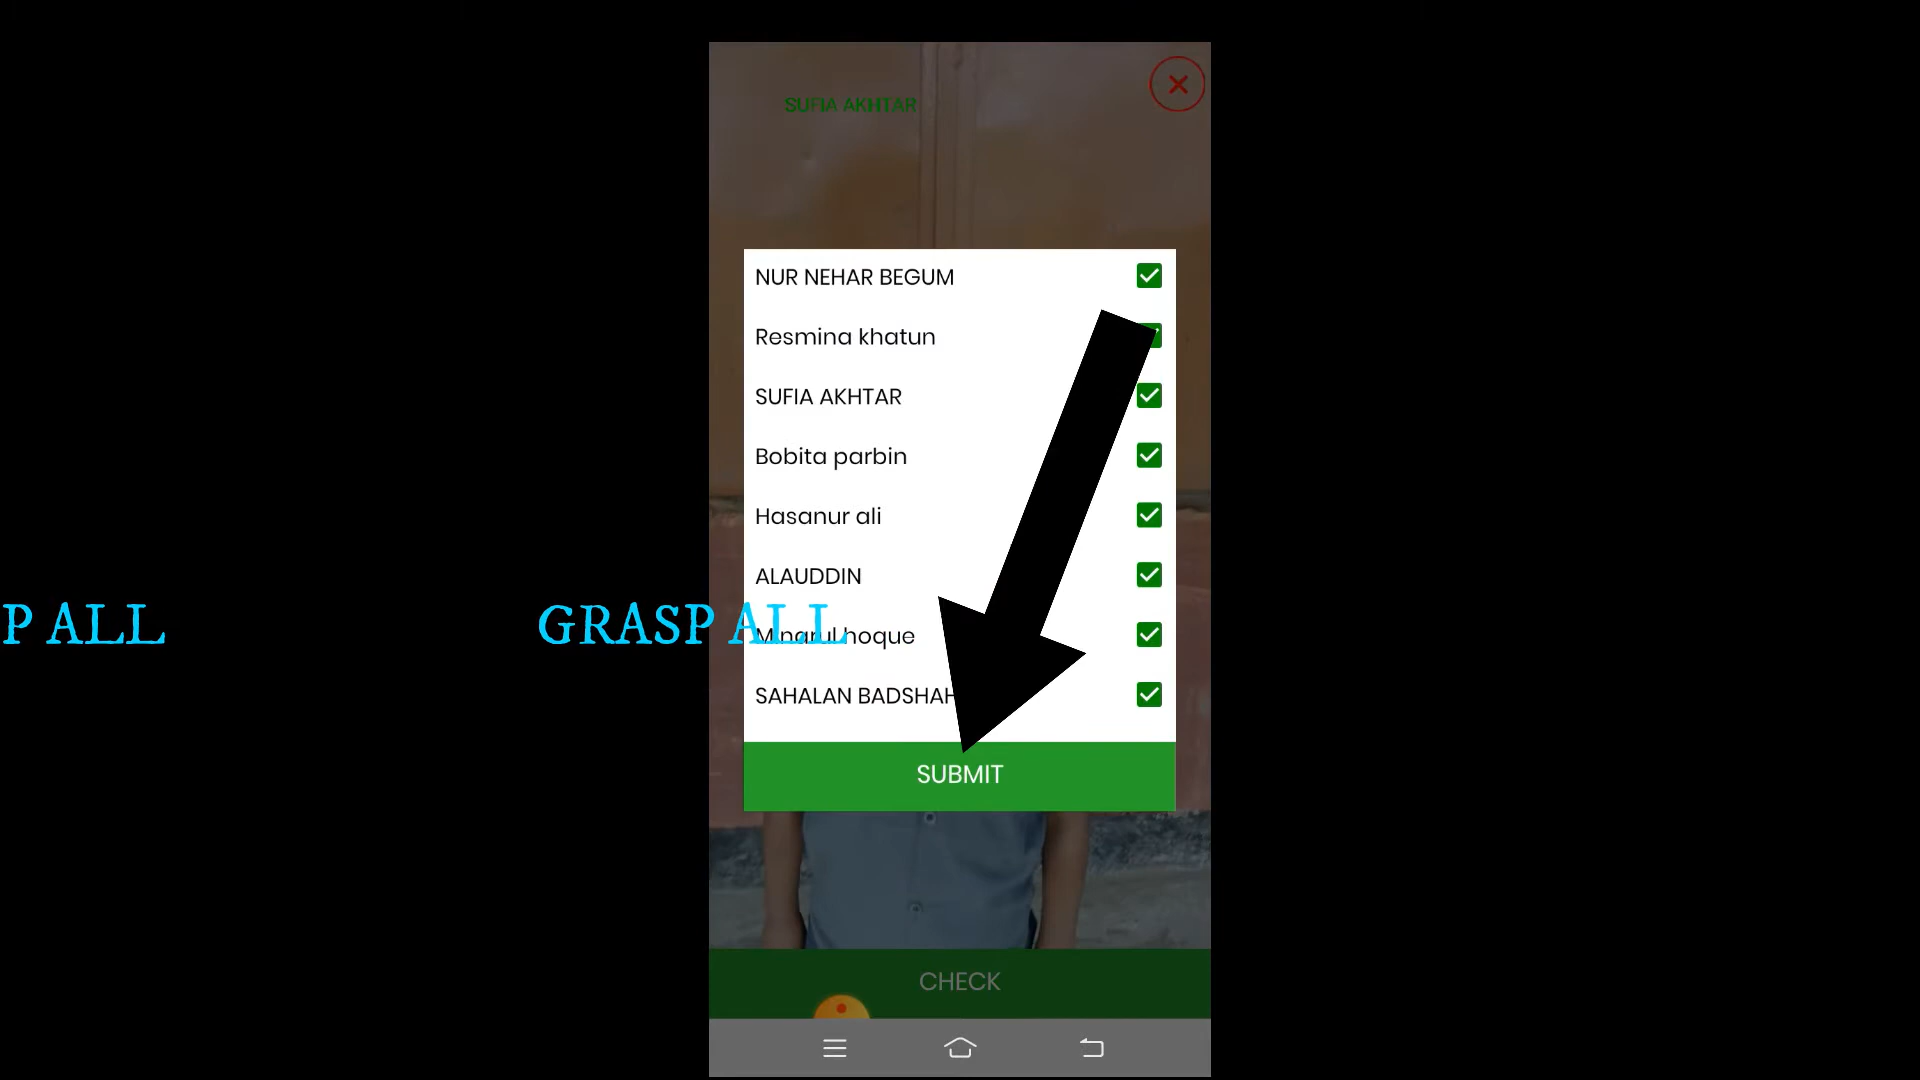 SUFIA AKHTAR
NUR NEHAR BEGUM
Resmina khatun
SUFIA AKHTAR
Bobita parbin
Hasanur ali
ALAUDDIN
P ALL
GRASP ALL
Minarul hoque
SAHALAN BADSHAH
SUBMIT
CHECK